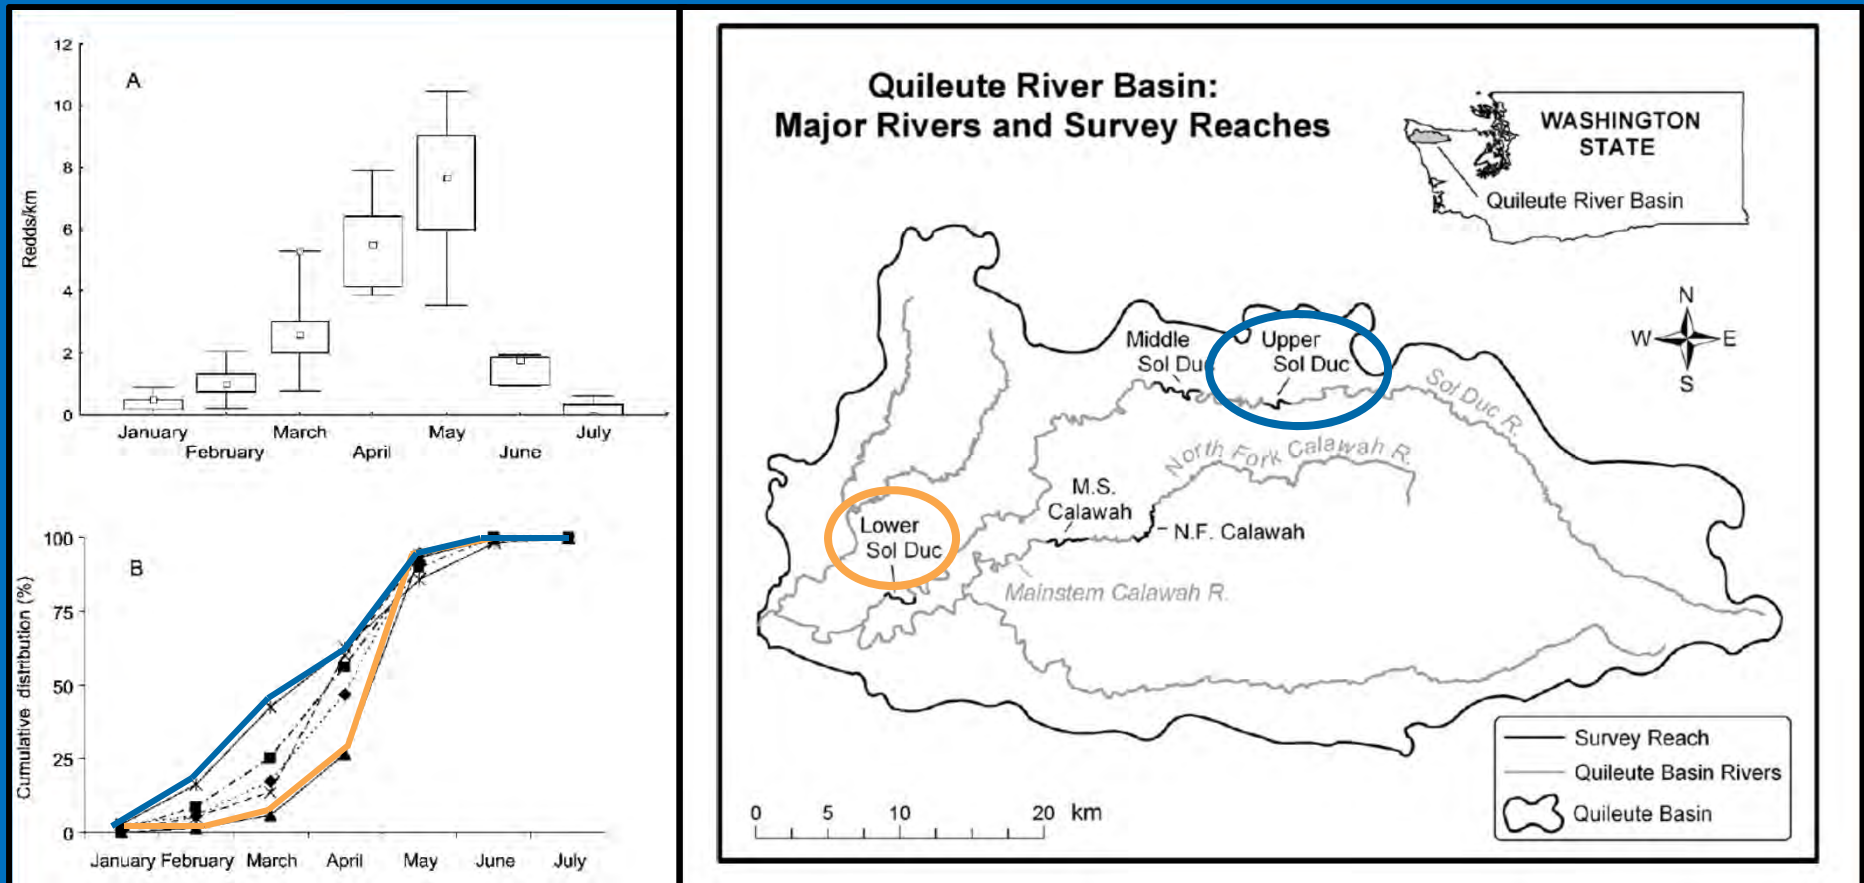 12
10
8
6
4
2
0
A
Redds/km
January
February
March
April
May
June
July
100
75
50
25
0
B
Cumulative distribution (%)
January February March April May June July
Quileute River Basin:
Major Rivers and Survey Reaches
WASHINGTON
STATE
Quileute River Basin
N
W E
S
Middle
Sol Duc
Upper
Sol Duc
Sol Duc R.
North Fork Calawah R.
M.S.
Calawah
N.F. Calawah
Lower
Sol Duc
Mainstem Calawah R.
0 5 10 20 km
Survey Reach
Quileute Basin Rivers
Quileute Basin